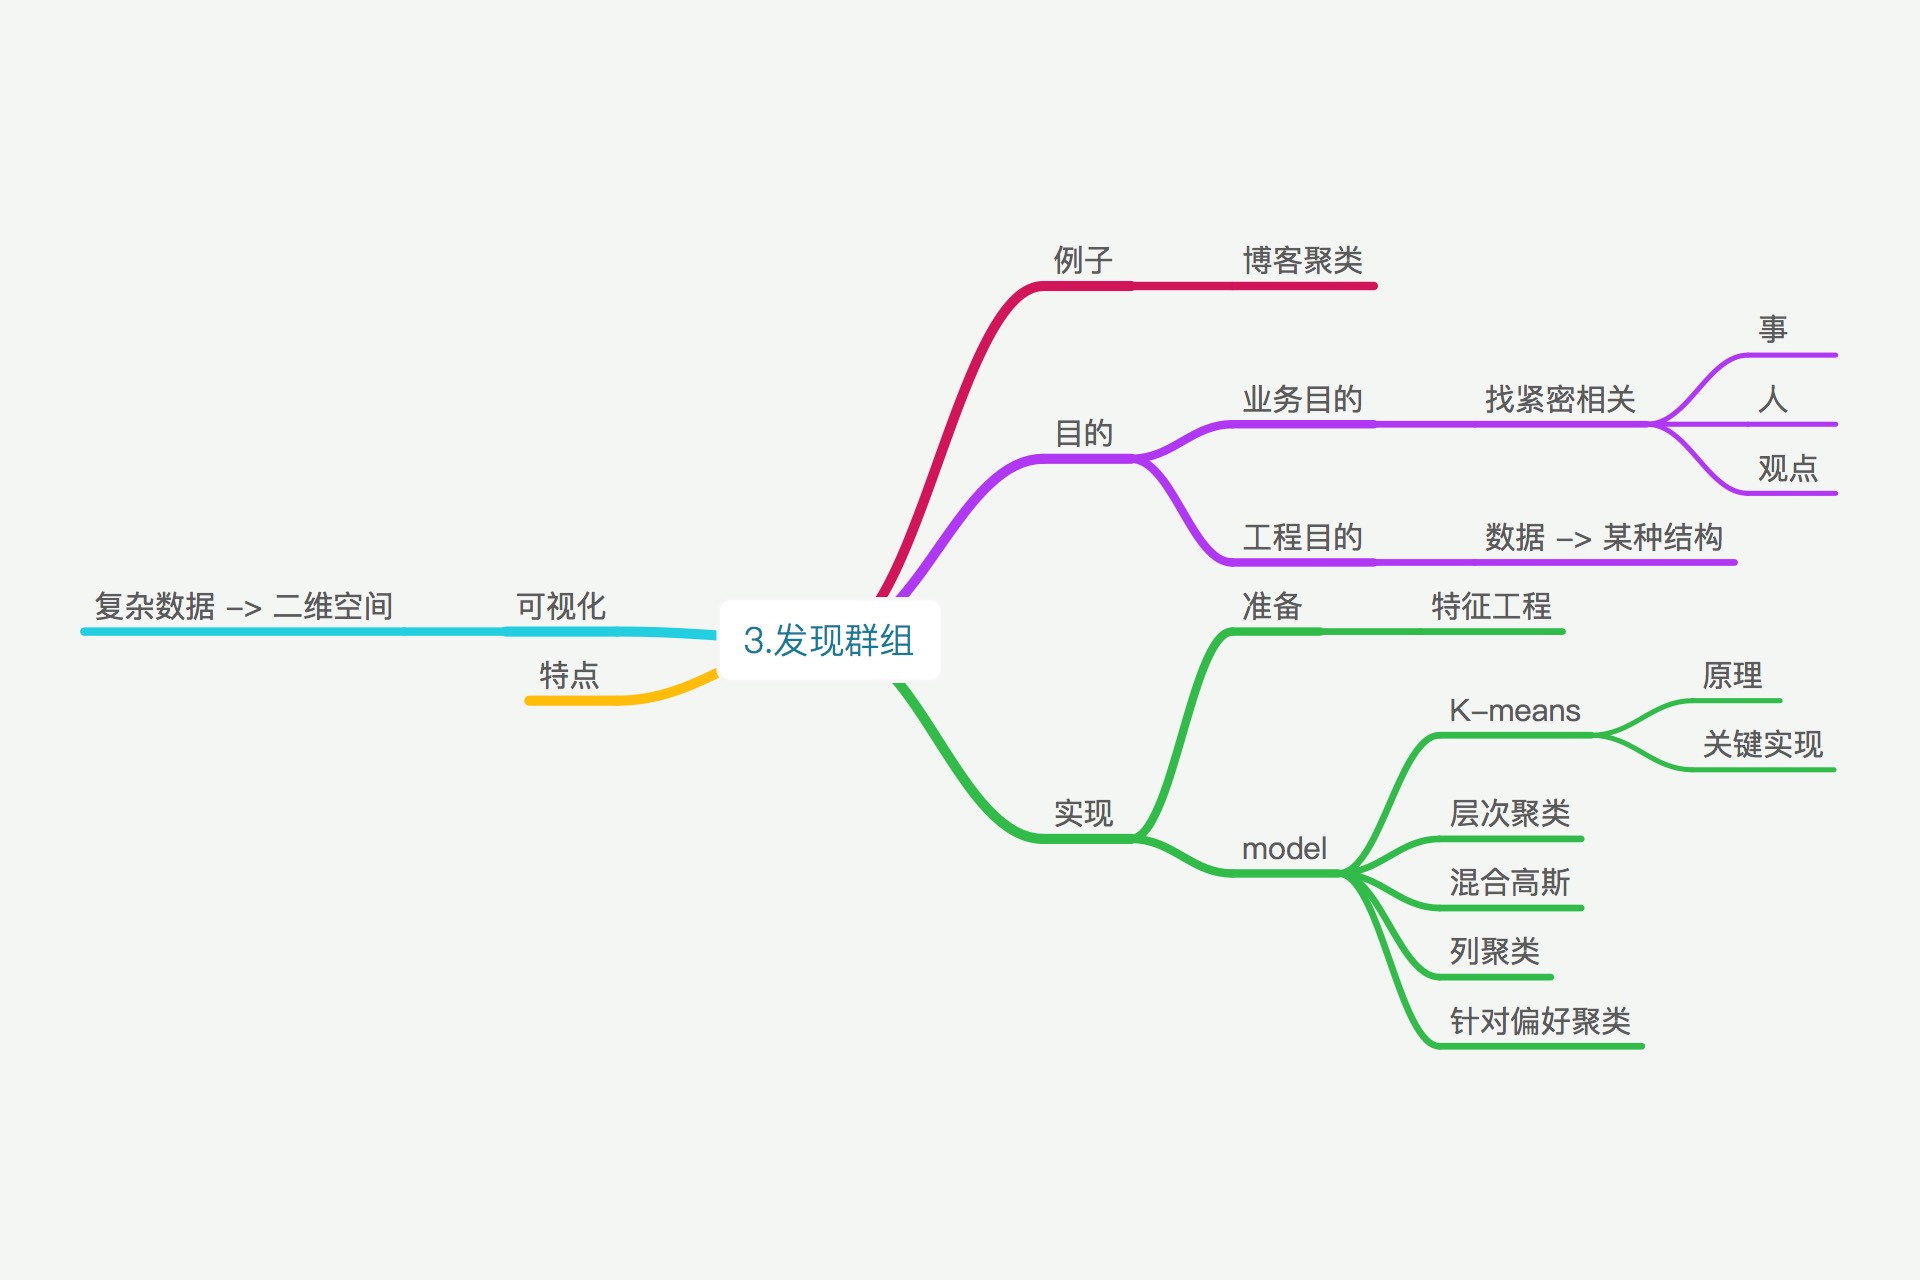 3.发现群组
例子
博客聚类
目的
业务目的
找紧密相关
事
人
观点
工程目的
数据 -> 某种结构
实现
准备
特征工程
model
K-means
原理
关键实现
层次聚类
混合高斯
列聚类
针对偏好聚类
可视化
复杂数据 -> 二维空间
特点